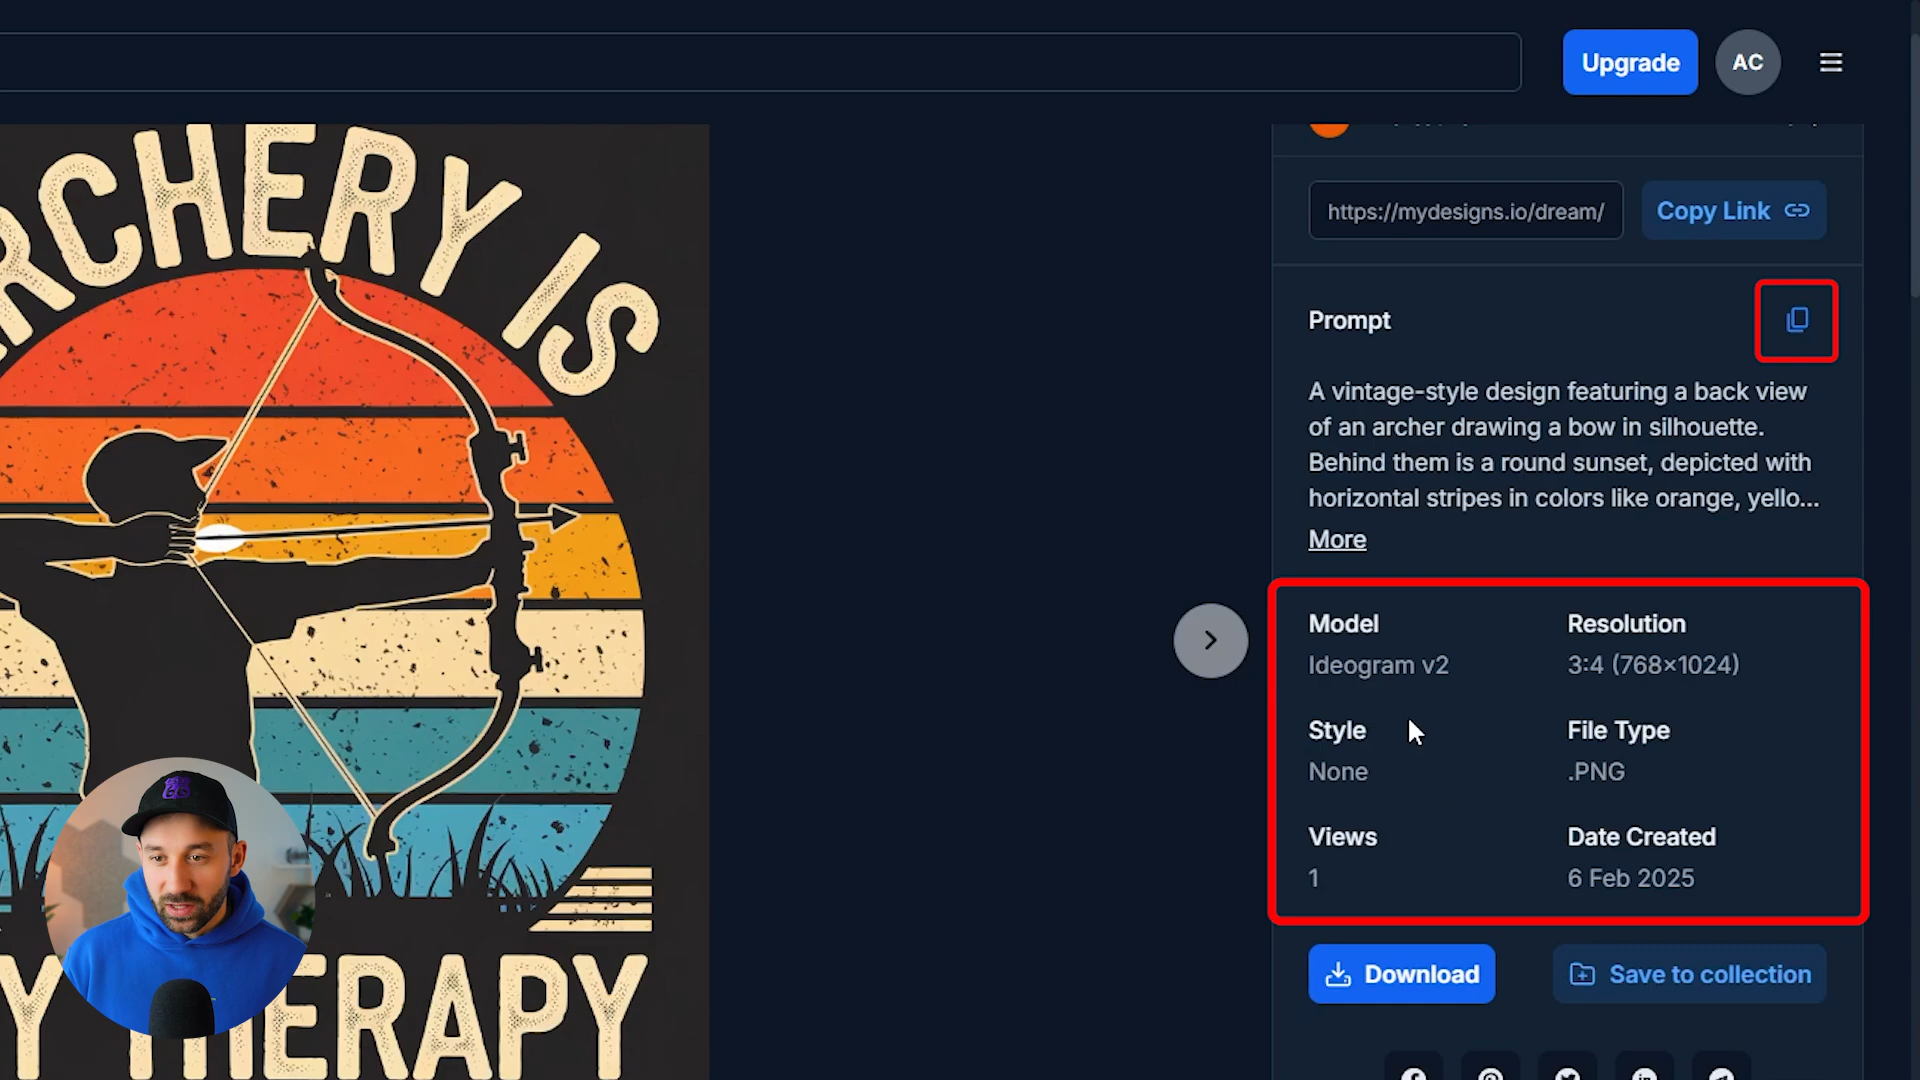 Upgrade
AC
RCHERY IS
https://mydesigns.io/dream/
Copy Link
Prompt
A vintage-style design featuring a back view
of an archer drawing a bow in silhouette.
Behind them is a round sunset, depicted with
horizontal stripes in colors like orange, yello...
More
Model
Resolution
Ideogram v2
3:4 (768×1024)
Style
File Type
None
.PNG
Views
Date Created
1
6 Feb 2025
Download
Save to collection
Y THERAPY